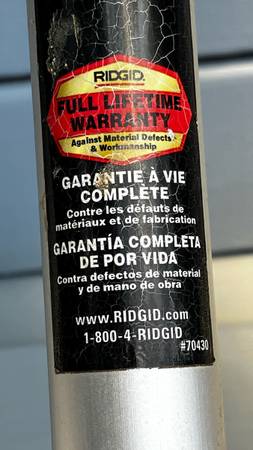 RIDGID.
FULL LIFETIME
WARRANTY
Against Material Defects
& Workmanship
GARANTIE À VIE
COMPLÈTE
Contre les défauts de
matériaux et de fabrication
GARANTÍA COMPLETA
DE POR VIDA
Contra defectos de material
y de mano de obra
www.RIDGID.com
1-800-4-RIDGID
#70430